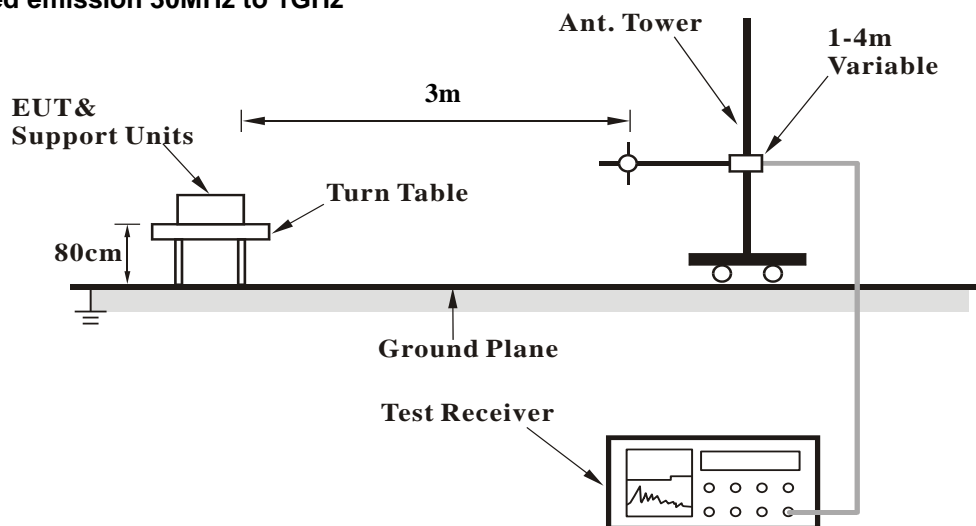 ed emission 30MHz to 1GHz
Ant. Tower
1-4m
Variable
3m
EUT&
Support Units
Turn Table
80cm
Ground Plane
Test Receiver